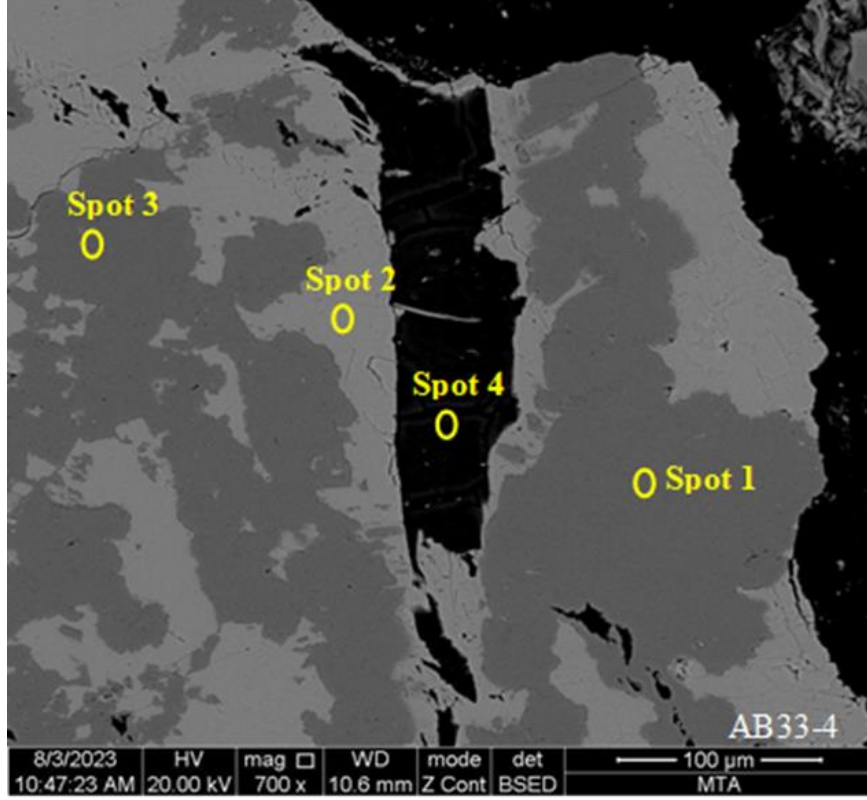 Spot 3
Spot 2
Spot 4
Spot 1
AB33-4
8/3/2023 HV mag □ WD mode det 100 µm
10:47:23 AM 20.00 kV 700 x 10.6 mm Z Cont BSED MTA